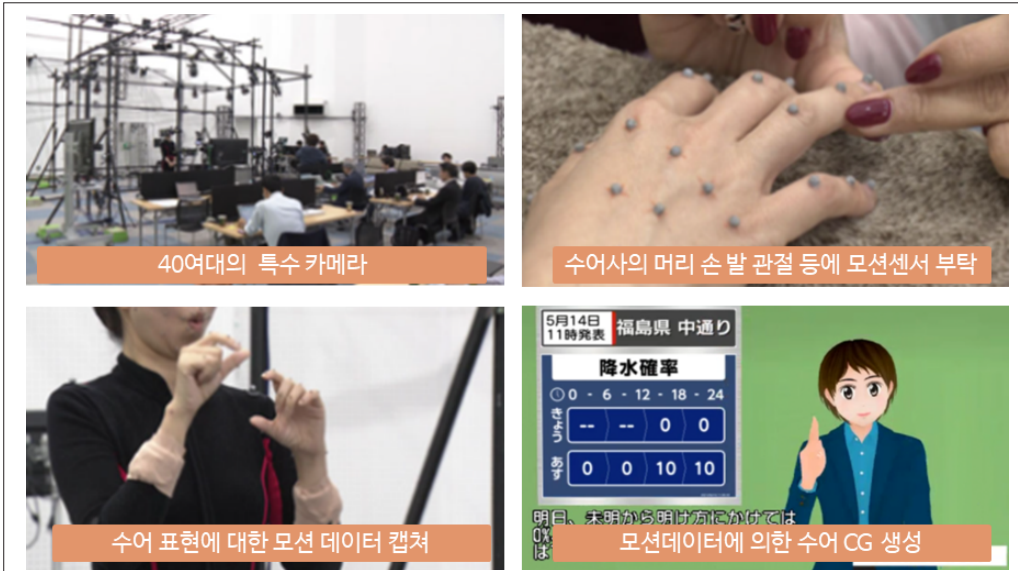 40여대의 특수 카메라
수어사의 머리 손 발 관절 등에 모션센서 부탁
수어 표현에 대한 모션 데이터 캡쳐
5月14日
11時発表
福島県 中通り
降水確率
0 - 6 - 12 - 18 - 24
きょう -- -- 0 0
あす 0 0 10 10
明日、未明から明け方にかけては
0%
ば
모션데이터에 의한 수어 CG 생성